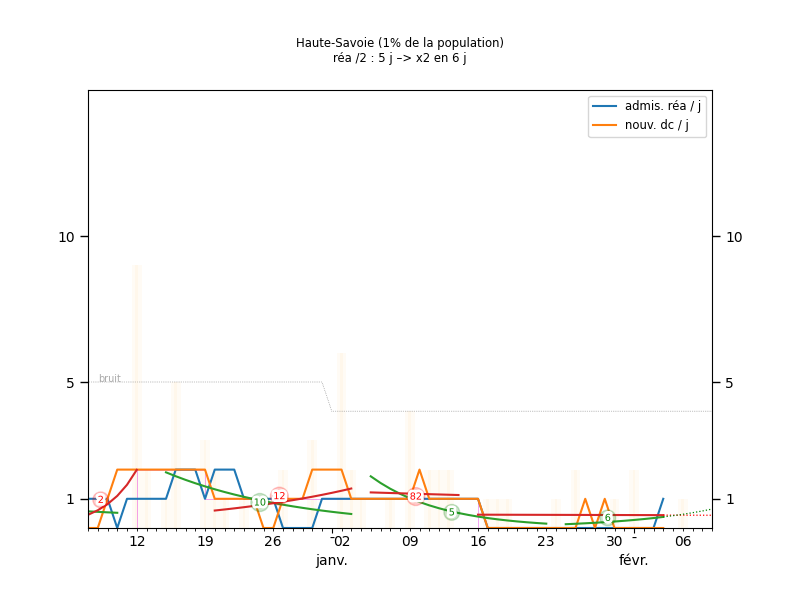 Haute-Savoie (1% de la population)
réa /2 : 5 j –> x2 en 6 j
admis. réa / j
nouv. dc / j
10 10
bruit
5 5
2 10 12 82 5 6
1 1
12 19 26 02 09 16 23 30 06
janv. févr.